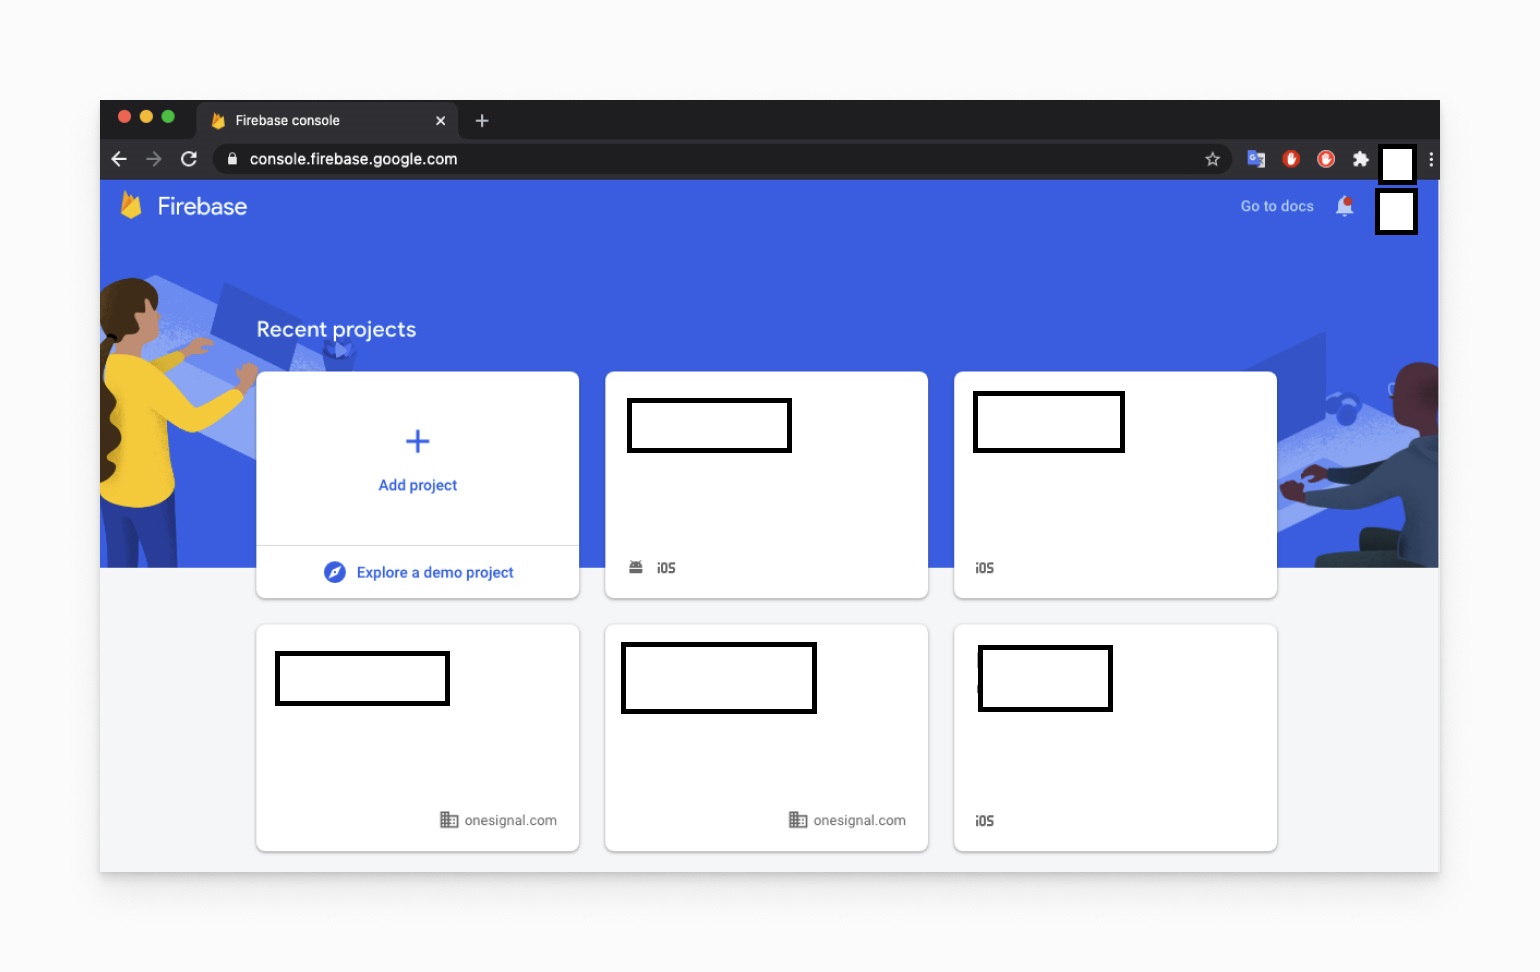 Firebase console
console.firebase.google.com
Firebase
Go to docs
Recent projects
Add project
Explore a demo project
iOS
iOS
onesignal.com
onesignal.com
iOS